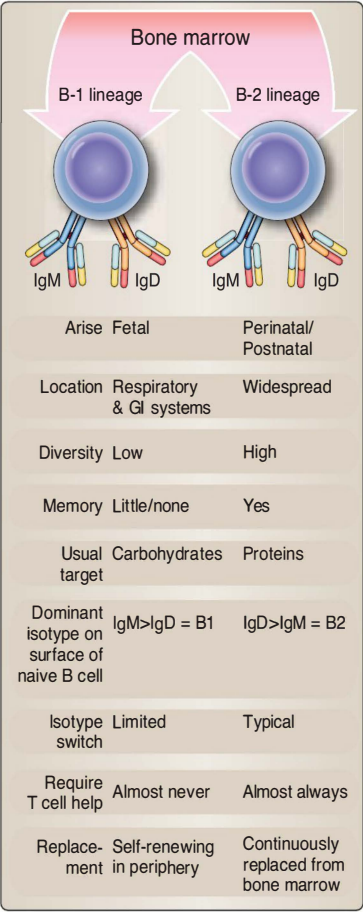 Bone marrow
B-1 lineage
B-2 lineage
IgM
IgD
IgM
IgD
Arise Fetal Perinatal/
Postnatal
Location Respiratory Widespread
& GI systems
Diversity Low High
Memory Little/none Yes
Usual Carbohydrates Proteins
target
Dominant
isotype on IgM>IgD = B1 IgD>IgM = B2
surface of
naive B cell
Isotype Limited Typical
switch
Require Almost never Almost always
T cell help
Replace- Self-renewing Continuously
ment in periphery replaced from
bone marrow